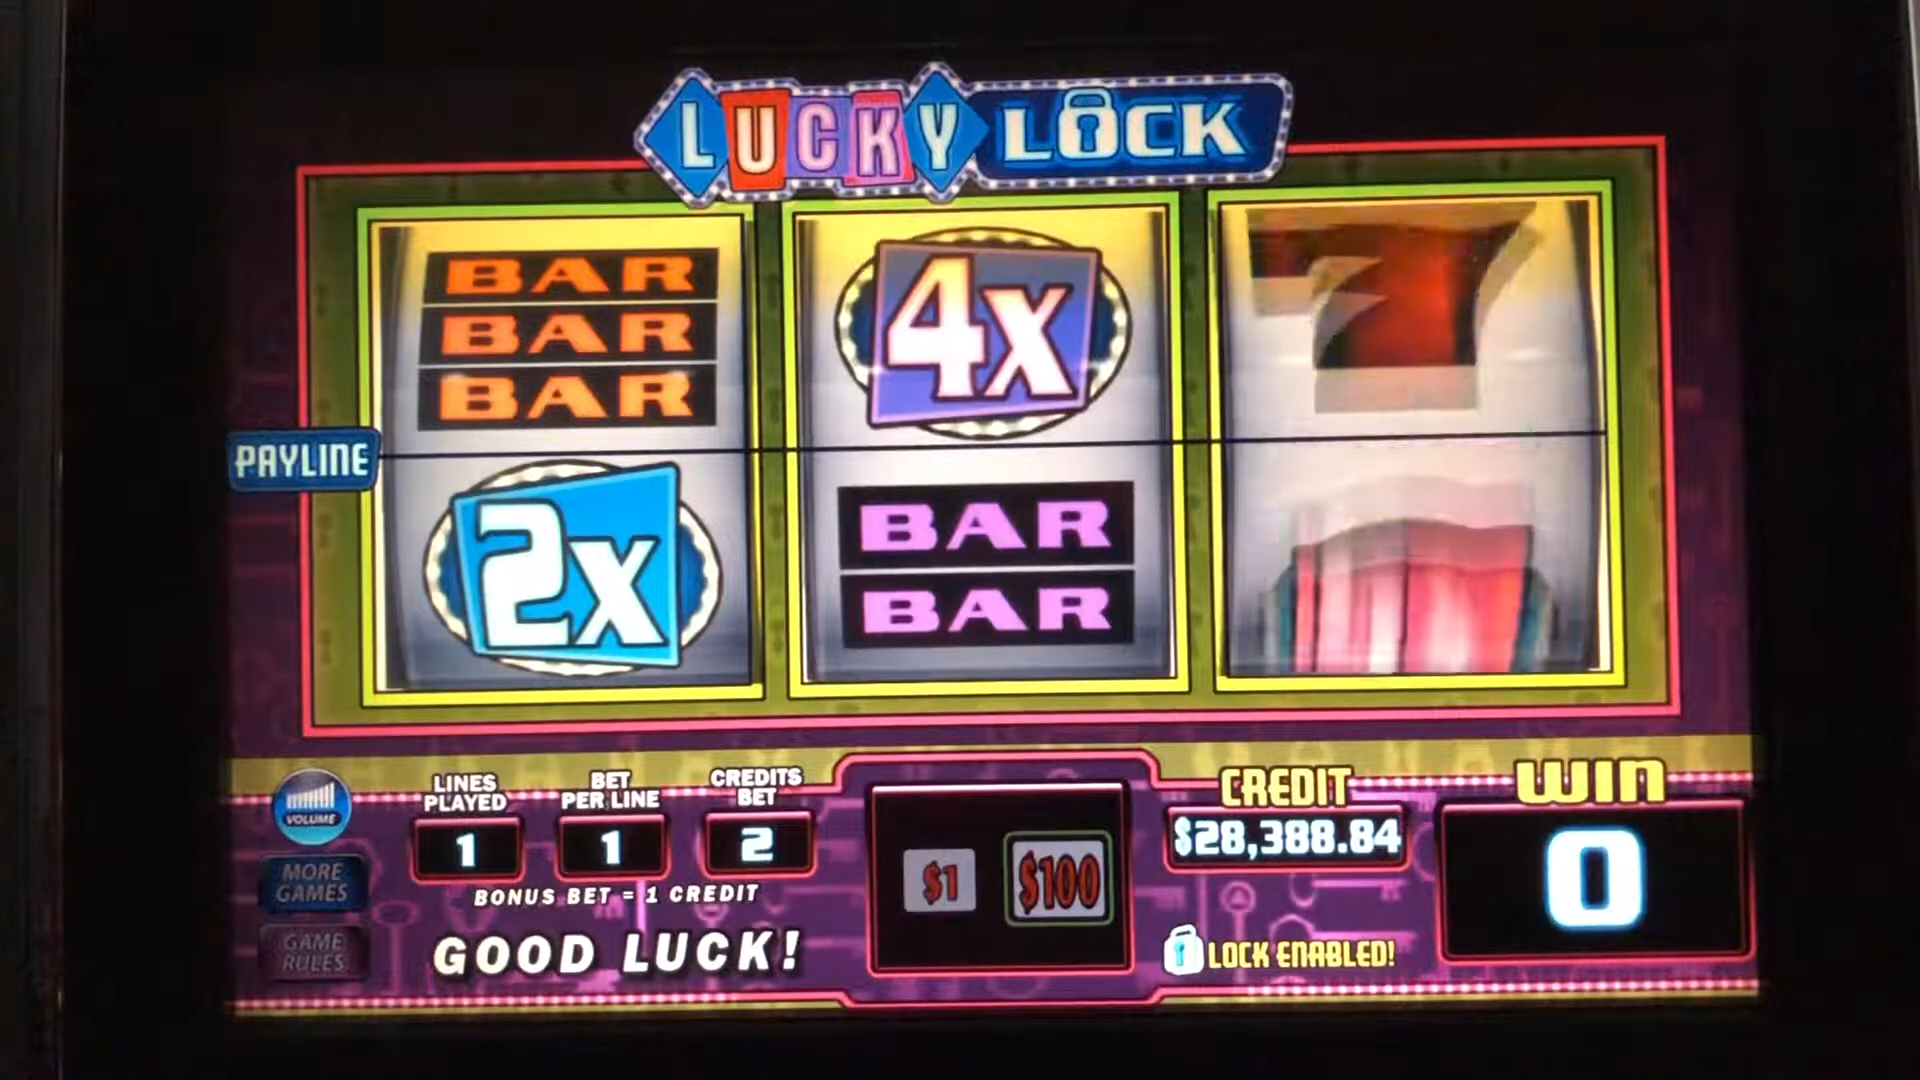 LUCKY LOCK
BAR
BAR
BAR
4x
7
PAYLINE
2x
BAR
BAR
VOLUME
MORE
GAMES
GAME
RULES
LINES
PLAYED
1
BET
PER LINE
1
CREDITS
BET
2
BONUS BET = 1 CREDIT
GOOD LUCK!
$1
$100
CREDIT
$28,388.84
LOCK ENABLED!
WIN
0